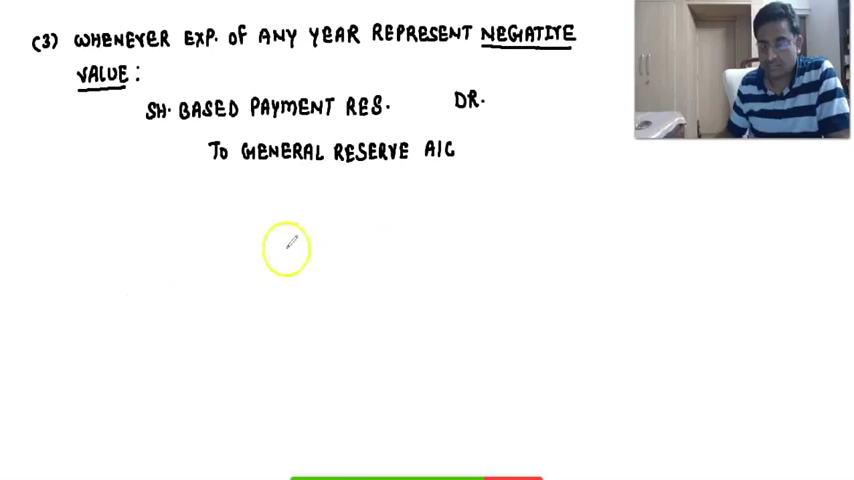 (3) WHENEVER EXP. OF ANY YEAR REPRESENT NEGATIVE
VALUE :
SH. BASED PAYMENT RES. DR.
TO GENERAL RESERVE A/C